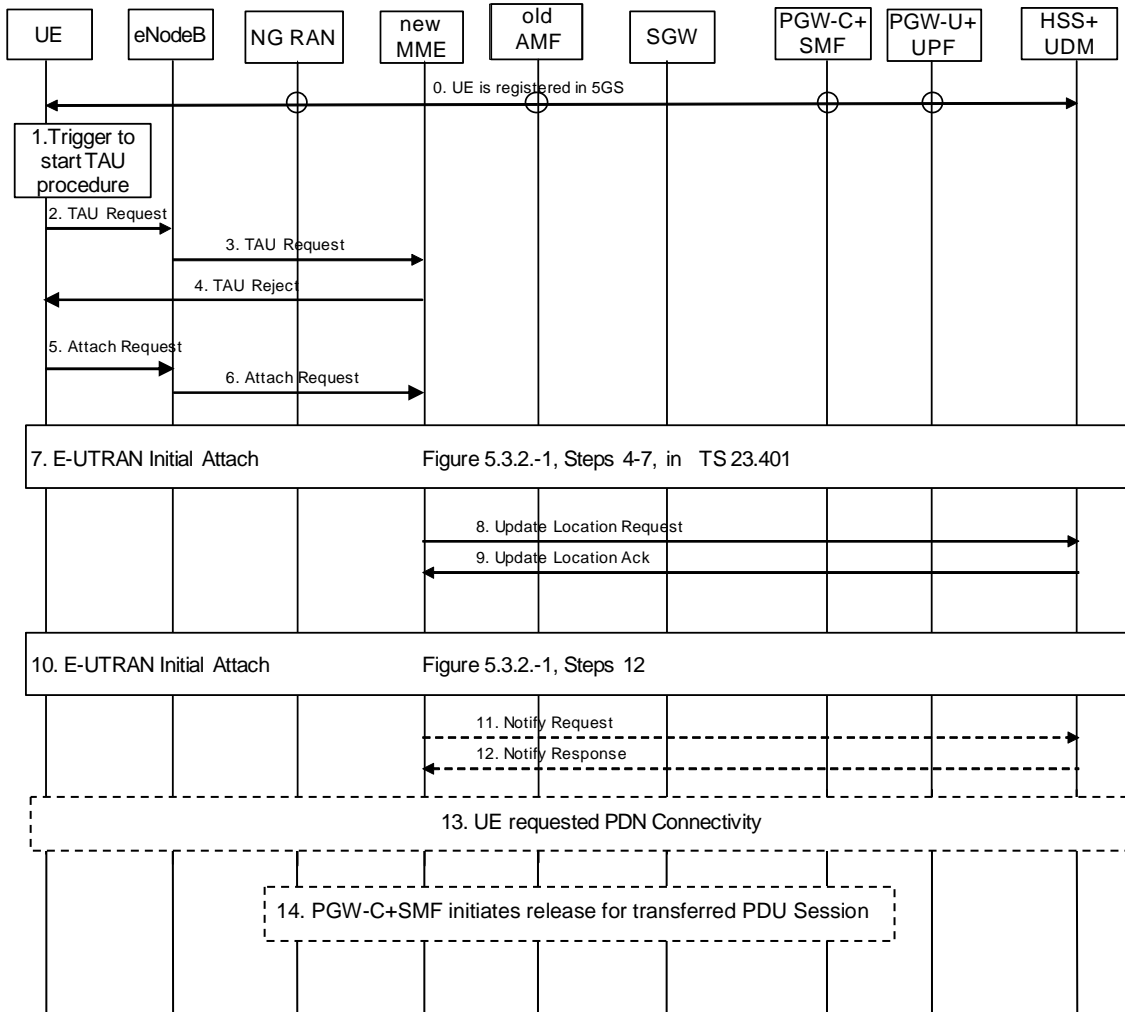 UE
eNodeB
NG RAN
new
MME
old
AMF
SGW
PGW-C+
SMF
PGW-U+
UPF
HSS+
UDM
0. UE is registered in 5GS
1.Trigger to
start TAU
procedure
2. TAU Request
3. TAU Request
4. TAU Reject
5. Attach Request
6. Attach Request
7. E-UTRAN Initial Attach Figure 5.3.2.-1, Steps 4-7, in TS 23.401
8. Update Location Request
9. Update Location Ack
10. E-UTRAN Initial Attach Figure 5.3.2.-1, Steps 12
11. Notify Request
12. Notify Response
13. UE requested PDN Connectivity
14. PGW-C+SMF initiates release for transferred PDU Session